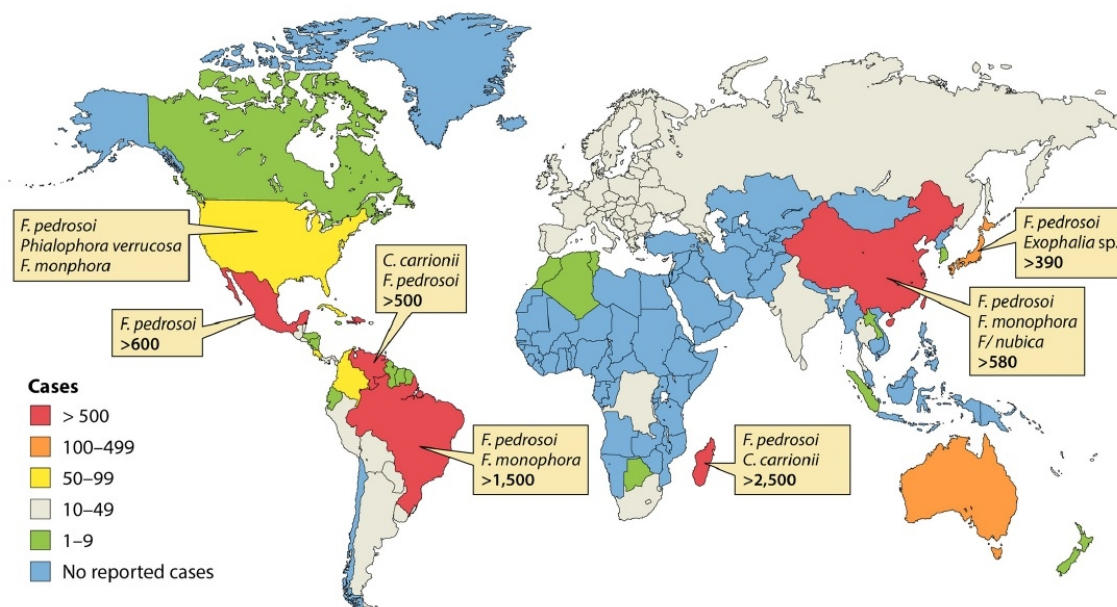 F. pedrosoi
Phialophora verrucosa
F. monphora
F. pedrosoi
>600
C. carrionii
F. pedrosoi
>500
F. pedrosoi
F. monophora
>1,500
F. pedrosoi
C. carrionii
>2,500
F. pedrosoi
Exophalia sp.
>390
F. pedrosoi
F. monophora
F/ nubica
>580
Cases
> 500
100–499
50–99
10–49
1–9
No reported cases